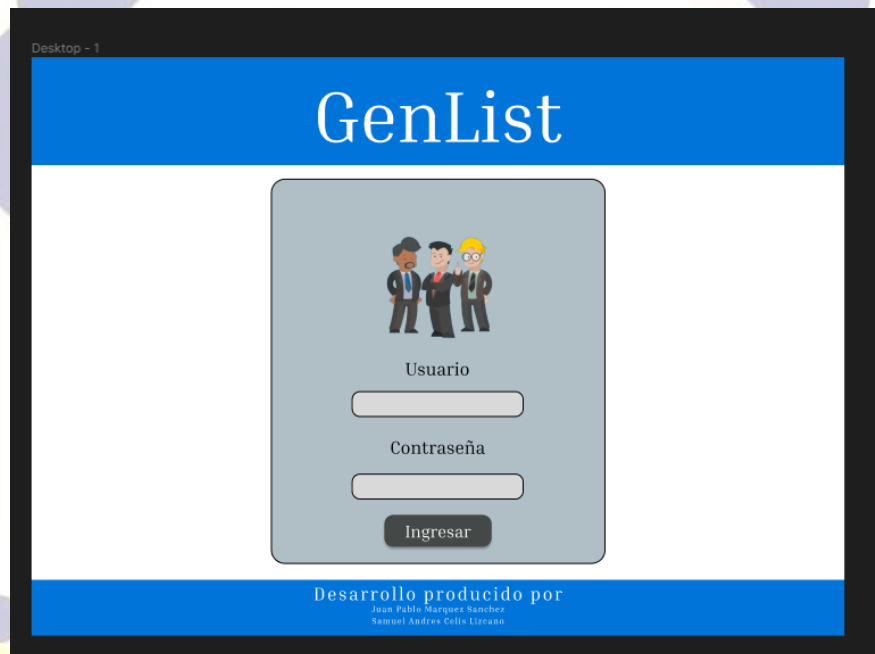 Desktop - 1
GenList
Usuario
Contraseña
Ingresar
Desarrollo producido por
Juan Pablo Marquez Sanchez
Samuel Andres Celis Lizcano